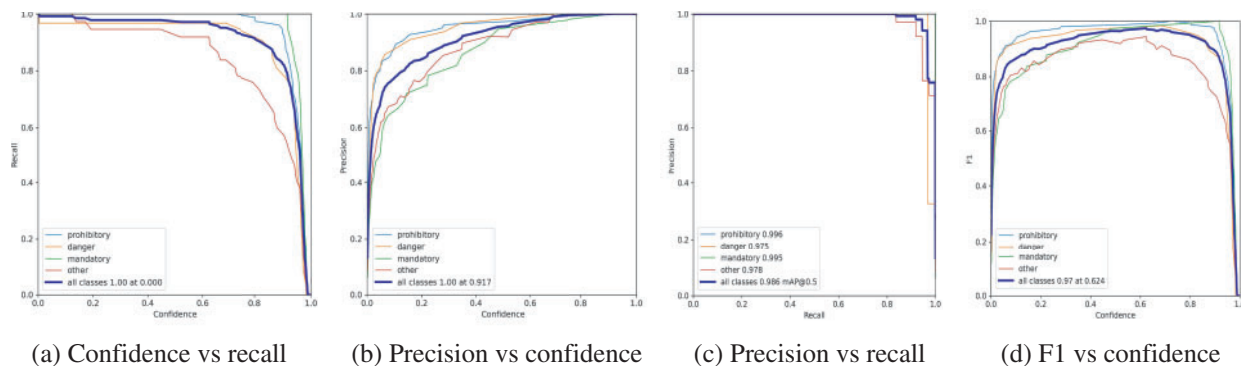 1.0
0.8
0.6
0.4
0.2
0.0
Recall
prohibitory
danger
mandatory
other
all classes 1.00 at 0.000
0.0 0.2 0.4 0.6 0.8 1.0
Confidence
(a) Confidence vs recall
1.0
0.8
0.6
0.4
0.2
0.0
Precision
prohibitory
danger
mandatory
other
all classes 1.00 at 0.917
0.0 0.2 0.4 0.6 0.8 1.0
Confidence
(b) Precision vs confidence
1.0
0.8
0.6
0.4
0.2
0.0
Precision
prohibitory 0.996
danger 0.975
mandatory 0.995
other 0.978
all classes 0.986 mAP@0.5
0.0 0.2 0.4 0.6 0.8 1.0
Recall
(c) Precision vs recall
1.0
0.8
0.6
0.4
0.2
0.0
F1
prohibitory
danger
mandatory
other
all classes 0.97 at 0.624
0.0 0.2 0.4 0.6 0.8 1.0
Confidence
(d) F1 vs confidence